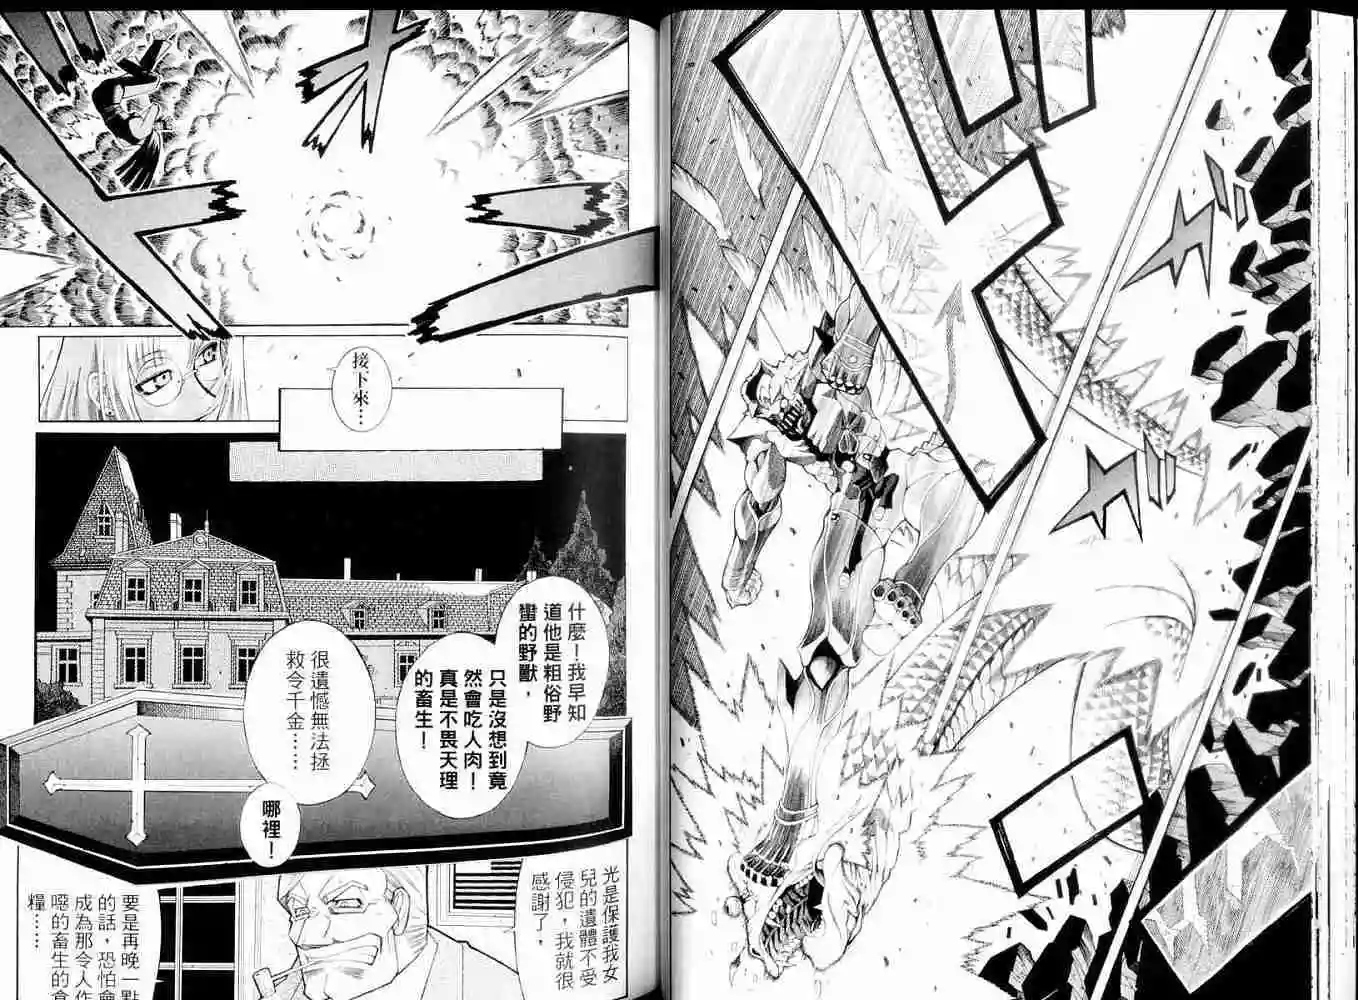 接下來…
什麼！我早知
道他是粗俗野
蠻的野獸，
只是沒想到竟
然會吃人肉！
真是不畏天理
的畜生！
很遺憾無法拯
救令千金……
哪裡！
光是保護我女
兒的遺體不受
侵犯，我就很
感謝了，
要是再晚一點
的話，恐怕會
成為那令人作
噁的畜生的食
糧……